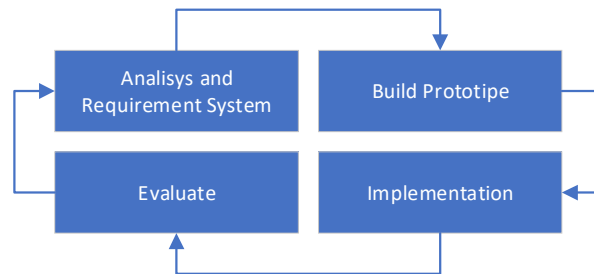 Analisys and
Requirement System
Build Prototipe
Evaluate
Implementation